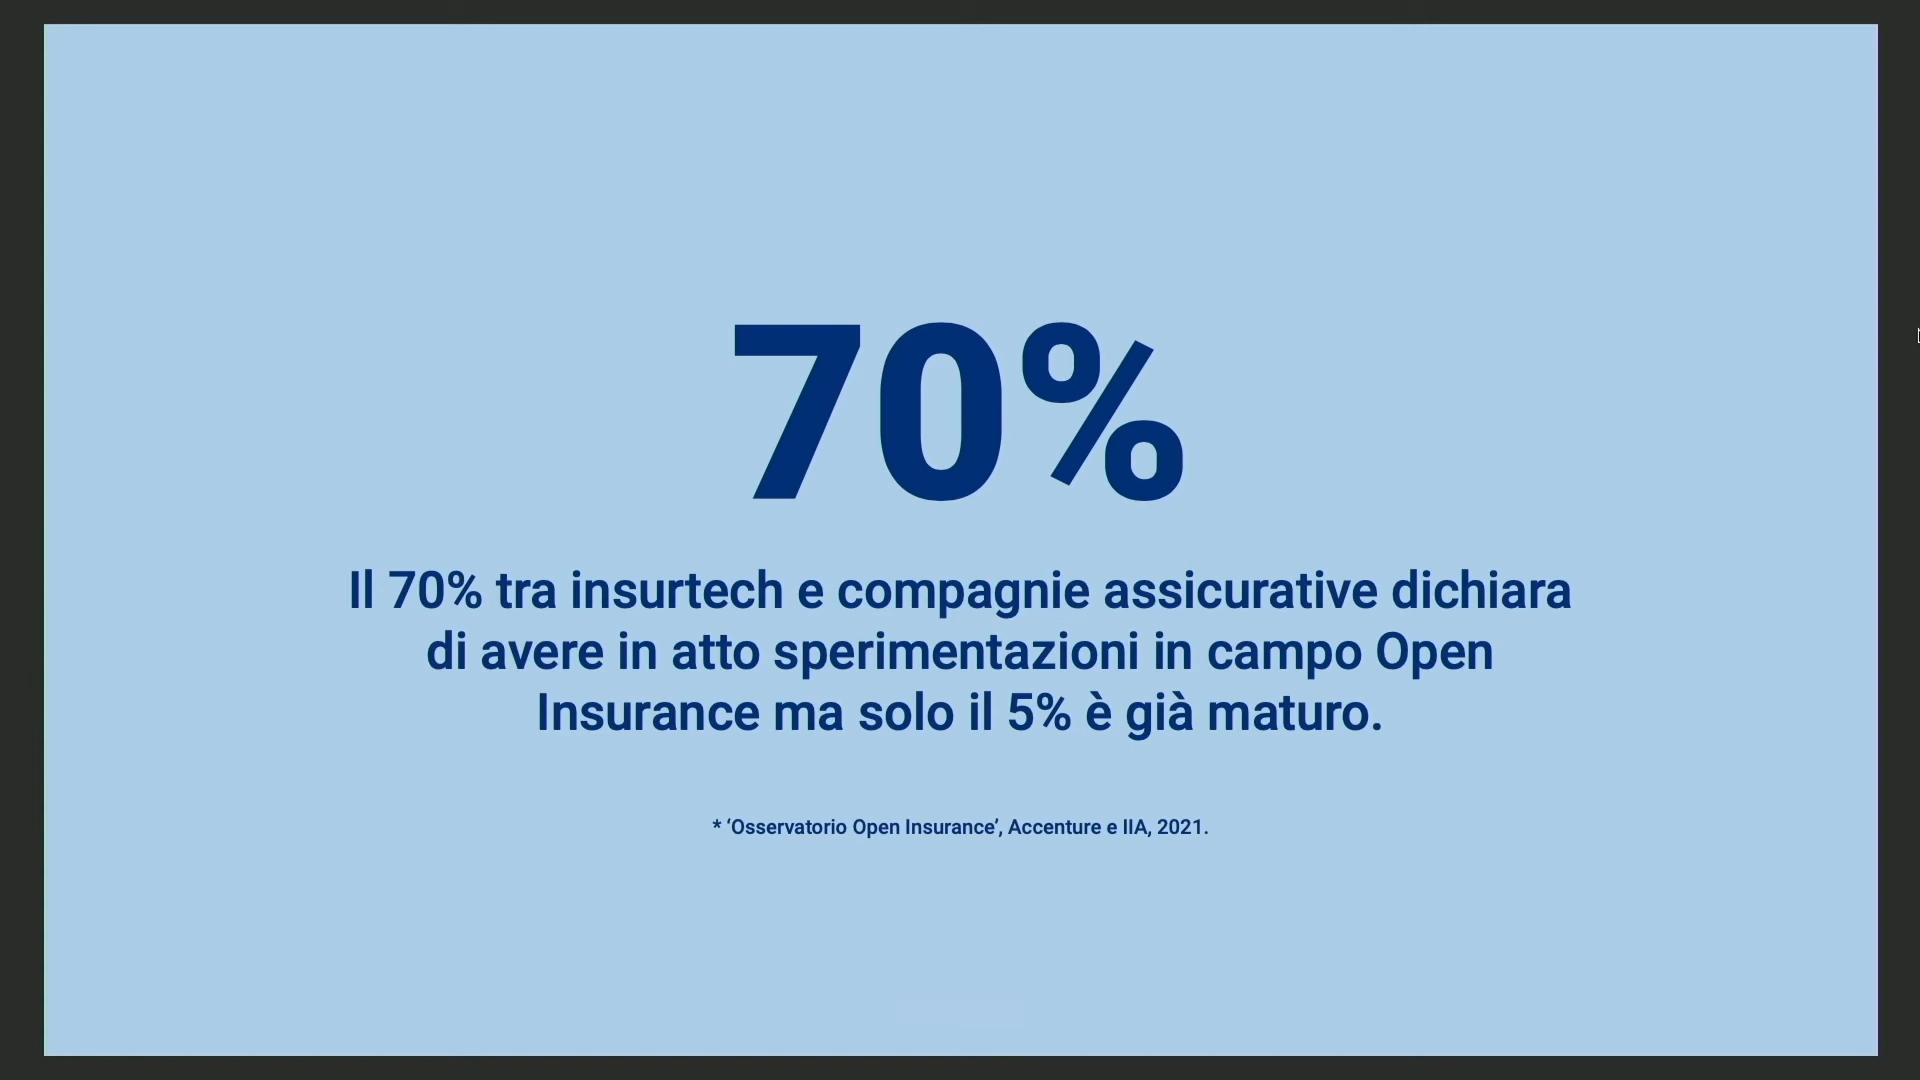 70%
Il 70% tra insurtech e compagnie assicurative dichiara
di avere in atto sperimentazioni in campo Open
Insurance ma solo il 5% è già maturo.
* ‘Osservatorio Open Insurance’, Accenture e IIA, 2021.